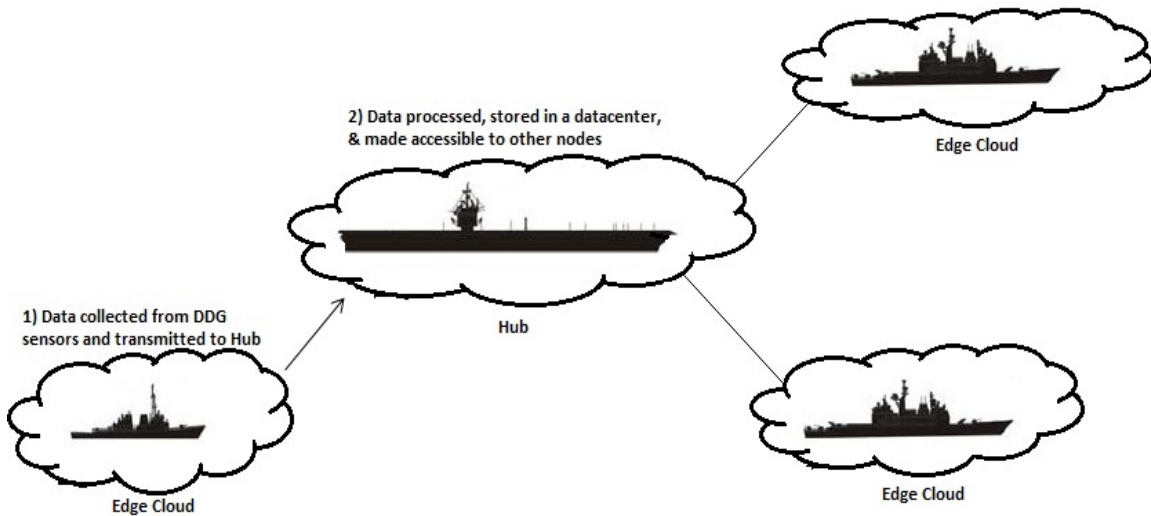 Edge Cloud
2) Data processed, stored in a datacenter,
& made accessible to other nodes
Hub
1) Data collected from DDG
sensors and transmitted to Hub
Edge Cloud
Edge Cloud